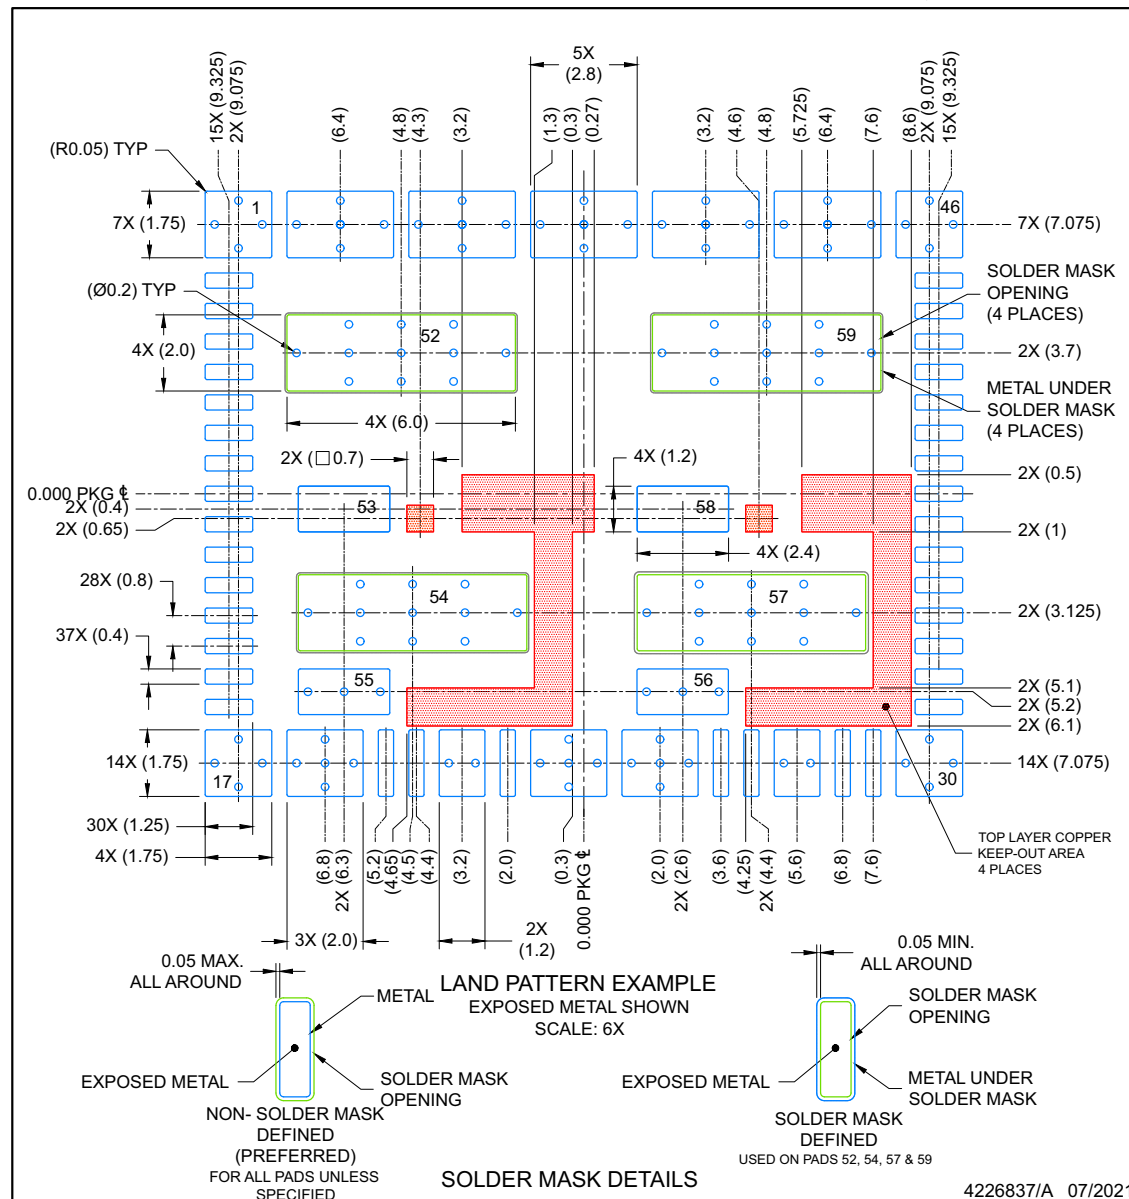 15X (9.325)
2X (9.075)
(6.4)
(4.8)
(4.3)
(3.2)
5X
(2.8)
(1.3)
(0.3)
(0.27)
(3.2)
(4.6)
(4.8)
(5.725)
(6.4)
(7.6)
(8.6)
2X (9.075)
15X (9.325)
(R0.05) TYP
1
46
7X (1.75)
7X (7.075)
(Ø0.2) TYP
SOLDER MASK
OPENING
(4 PLACES)
52
59
4X (2.0)
2X (3.7)
METAL UNDER
SOLDER MASK
(4 PLACES)
4X (6.0)
2X (□0.7)
4X (1.2)
2X (0.5)
0.000 PKG ℄
2X (0.4)
2X (0.65)
53
58
2X (1)
4X (2.4)
28X (0.8)
54
57
2X (3.125)
37X (0.4)
55
56
2X (5.1)
2X (5.2)
2X (6.1)
14X (1.75)
17
30
14X (7.075)
30X (1.25)
4X (1.75)
(6.8)
2X (6.3)
(5.2)
(4.65)
(4.5)
(4.4)
(3.2)
(2.0)
(0.3)
0.000 PKG ℄
(2.0)
2X (2.6)
(3.6)
(4.25)
2X (4.4)
(5.6)
(6.8)
(7.6)
TOP LAYER COPPER
KEEP-OUT AREA
4 PLACES
3X (2.0)
2X
(1.2)
LAND PATTERN EXAMPLE
EXPOSED METAL SHOWN
SCALE: 6X
0.05 MAX.
ALL AROUND
METAL
EXPOSED METAL
SOLDER MASK
OPENING
NON- SOLDER MASK
DEFINED
(PREFERRED)
FOR ALL PADS UNLESS
SPECIFIED
0.05 MIN.
ALL AROUND
SOLDER MASK
OPENING
EXPOSED METAL
METAL UNDER
SOLDER MASK
SOLDER MASK
DEFINED
USED ON PADS 52, 54, 57 & 59
SOLDER MASK DETAILS
4226837/A 07/2021